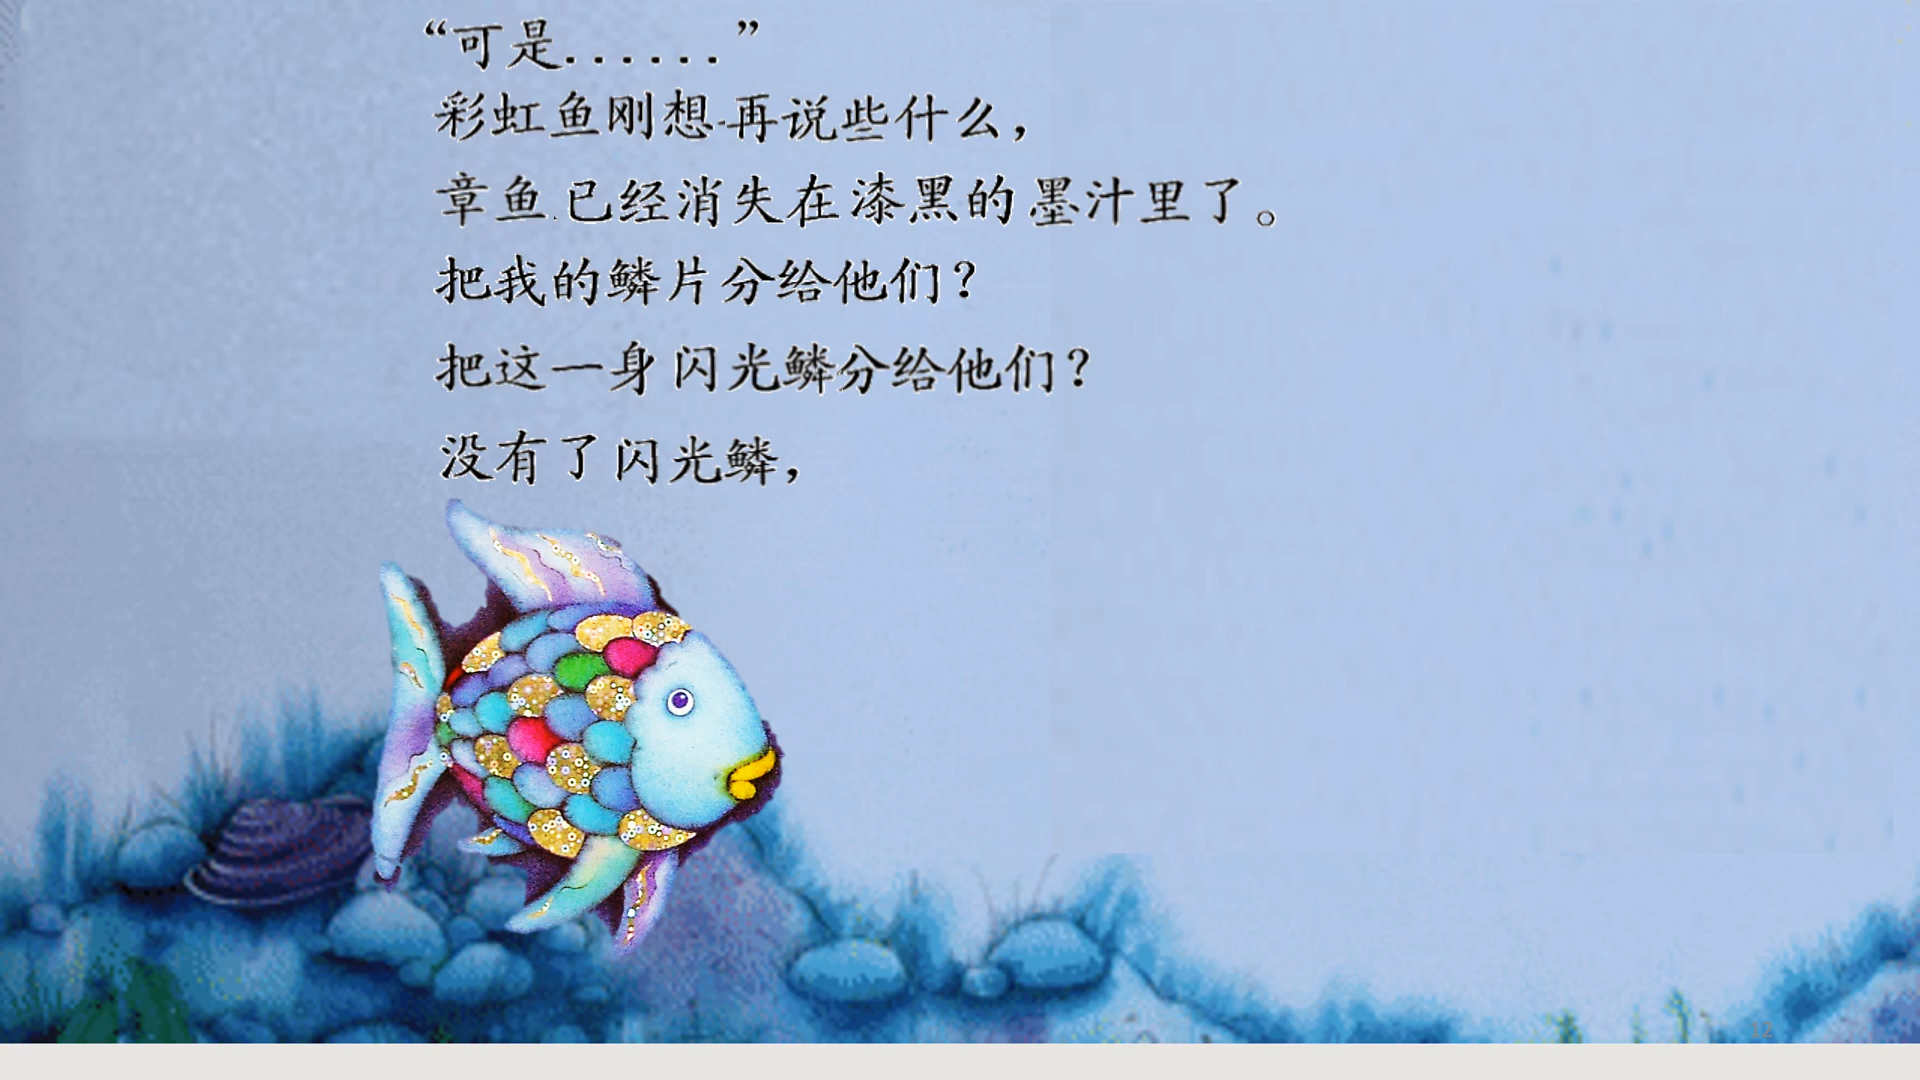 “可是......”
彩虹鱼刚想再说些什么，
章鱼已经消失在漆黑的墨汁里了。
把我的鳞片分给他们？
把这一身闪光鳞分给他们？
没有了闪光鳞，
12